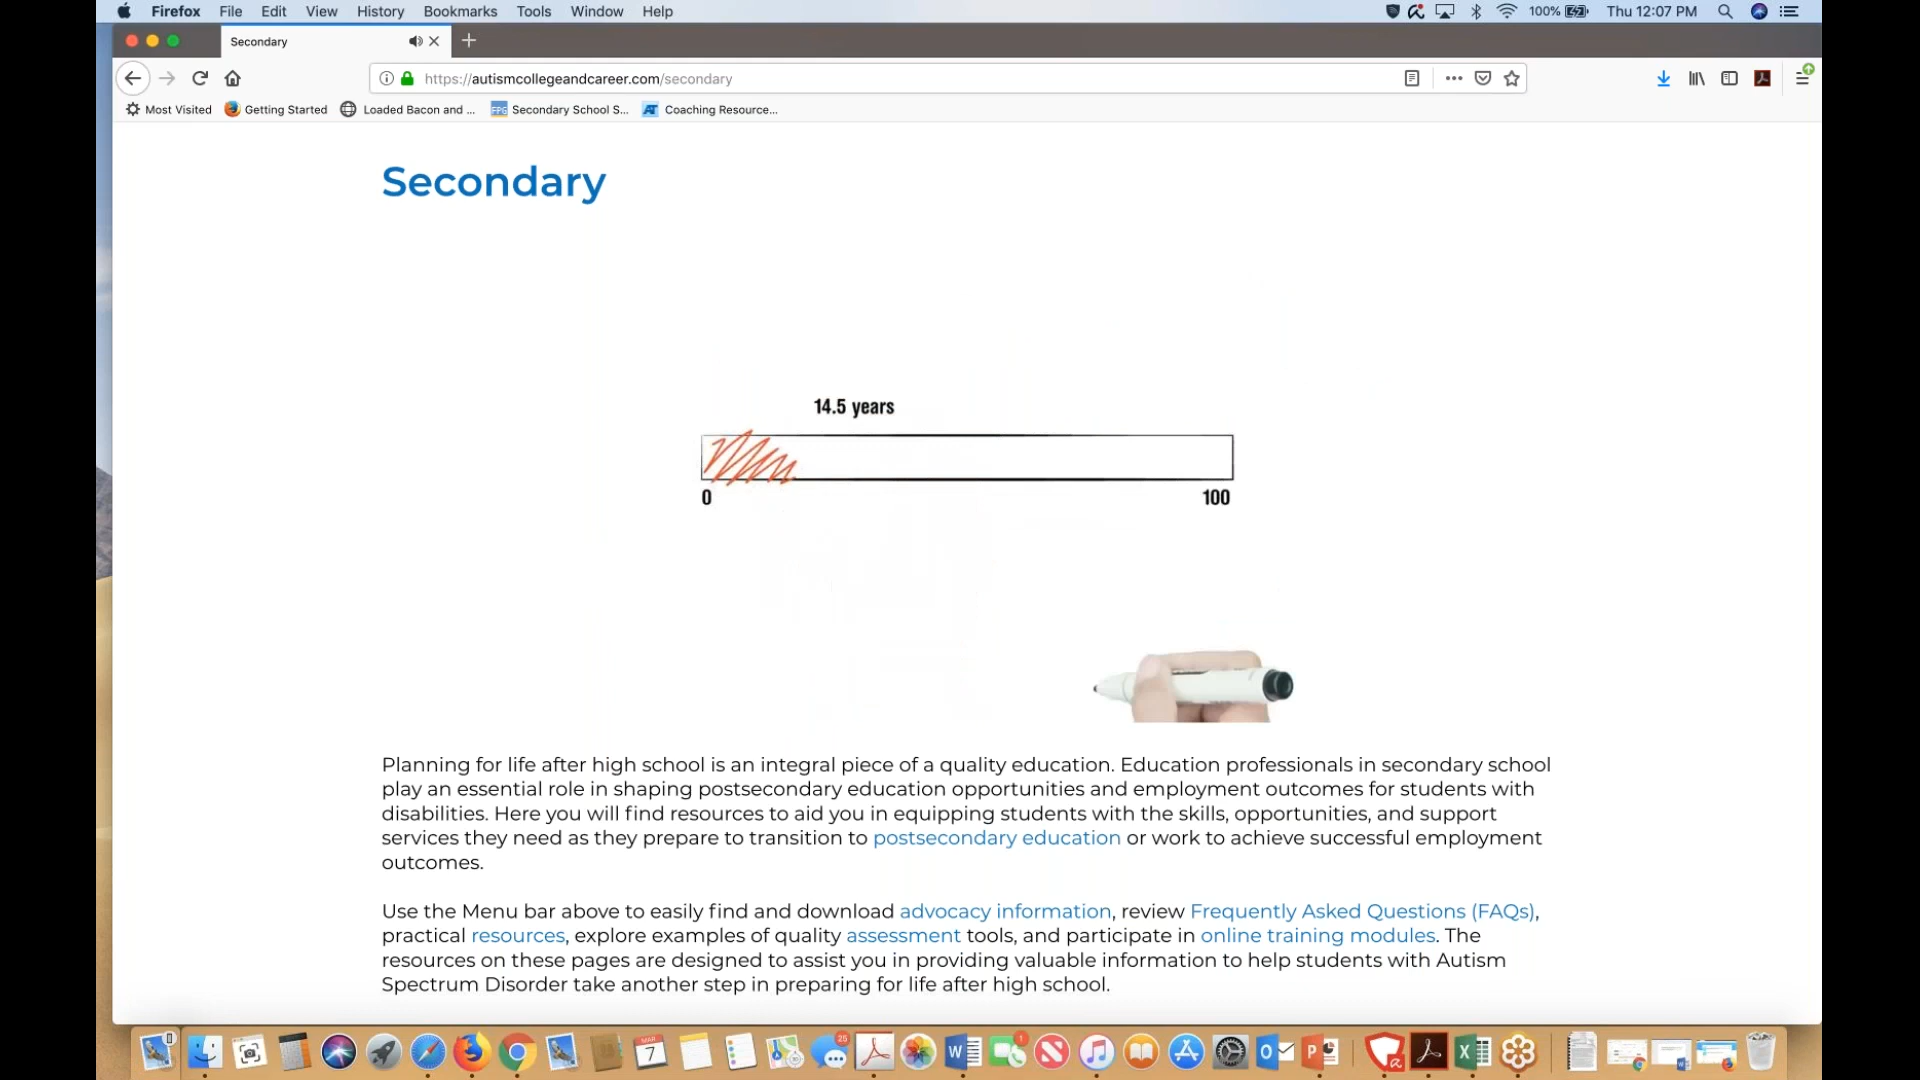 Firefox File Edit View History Bookmarks Tools Window Help 100% Thu 12:07 PM
Secondary
https://autismcollegeandcareer.com/secondary
Most Visited Getting Started Loaded Bacon and ... FPG Secondary School S... AT Coaching Resource...
Secondary
14.5 years
0 100
Planning for life after high school is an integral piece of a quality education. Education professionals in secondary school
play an essential role in shaping postsecondary education opportunities and employment outcomes for students with
disabilities. Here you will find resources to aid you in equipping students with the skills, opportunities, and support
services they need as they prepare to transition to postsecondary education or work to achieve successful employment
outcomes.
Use the Menu bar above to easily find and download advocacy information, review Frequently Asked Questions (FAQs),
practical resources, explore examples of quality assessment tools, and participate in online training modules. The
resources on these pages are designed to assist you in providing valuable information to help students with Autism
Spectrum Disorder take another step in preparing for life after high school.
MAR 7 25 W 1 N O P X